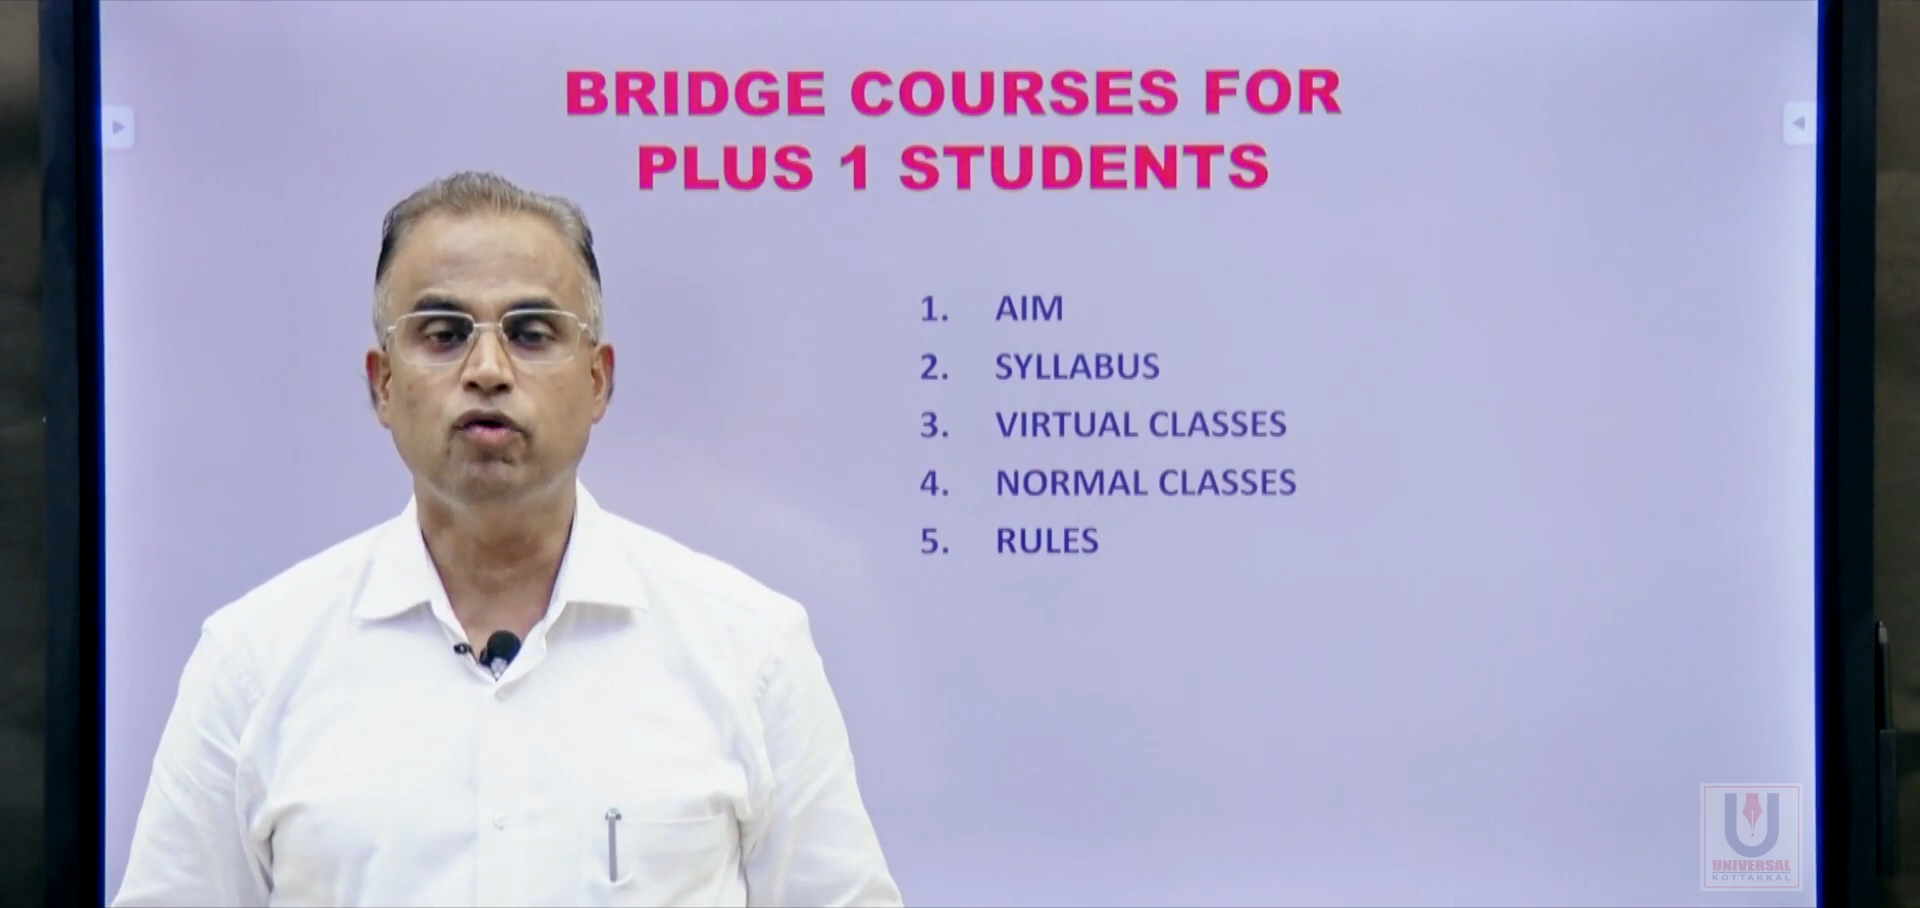 BRIDGE COURSES FOR
PLUS 1 STUDENTS
1. AIM
2. SYLLABUS
3. VIRTUAL CLASSES
4. NORMAL CLASSES
5. RULES
UNIVERSAL
KOTTAKKAL